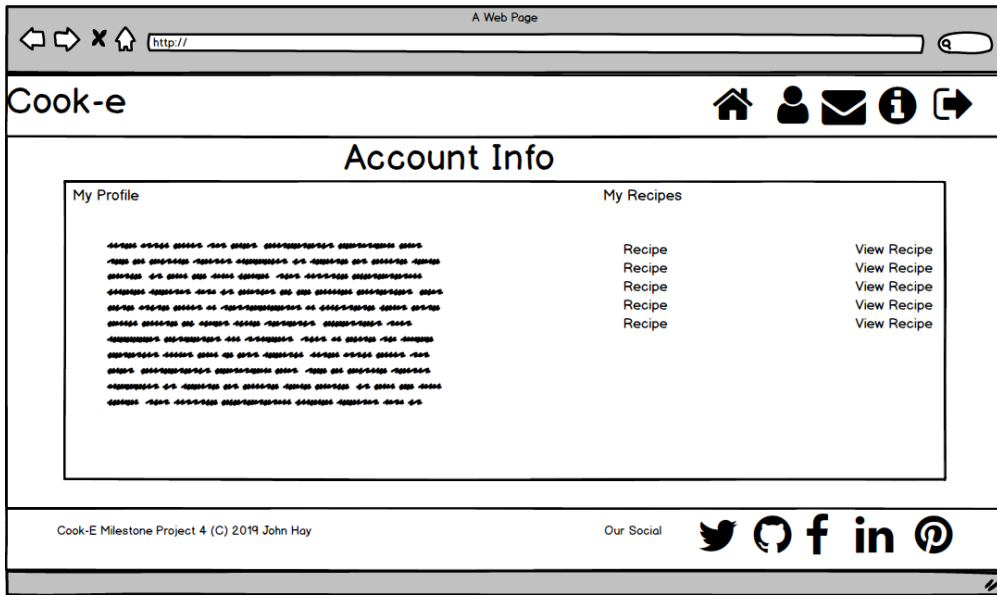 A Web Page
http://
Cook-e
Account Info
My Profile
My Recipes
Recipe View Recipe
Recipe View Recipe
Recipe View Recipe
Recipe View Recipe
Recipe View Recipe
Cook-E Milestone Project 4 (C) 2019 John Hay
Our Social